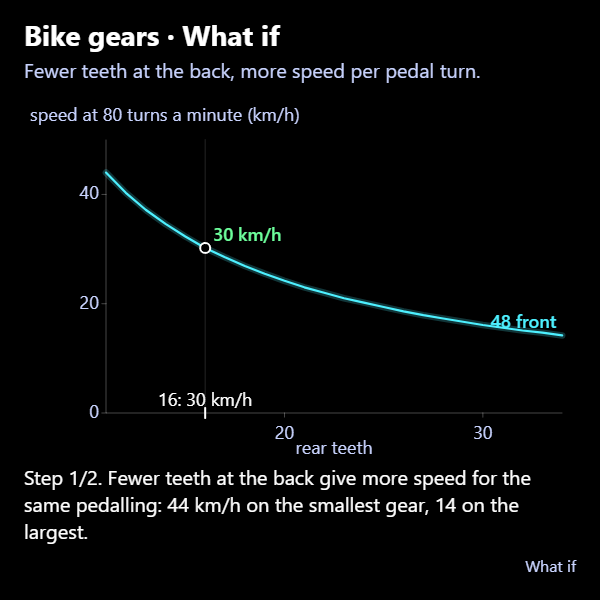 Bike gears · What if
Fewer teeth at the back, more speed per pedal turn.
speed at 80 turns a minute (km/h)
40
30 km/h
20
48 front
16: 30 km/h
0
20
30
rear teeth
Step 1/2. Fewer teeth at the back give more speed for the
same pedalling: 44 km/h on the smallest gear, 14 on the
largest.
What if